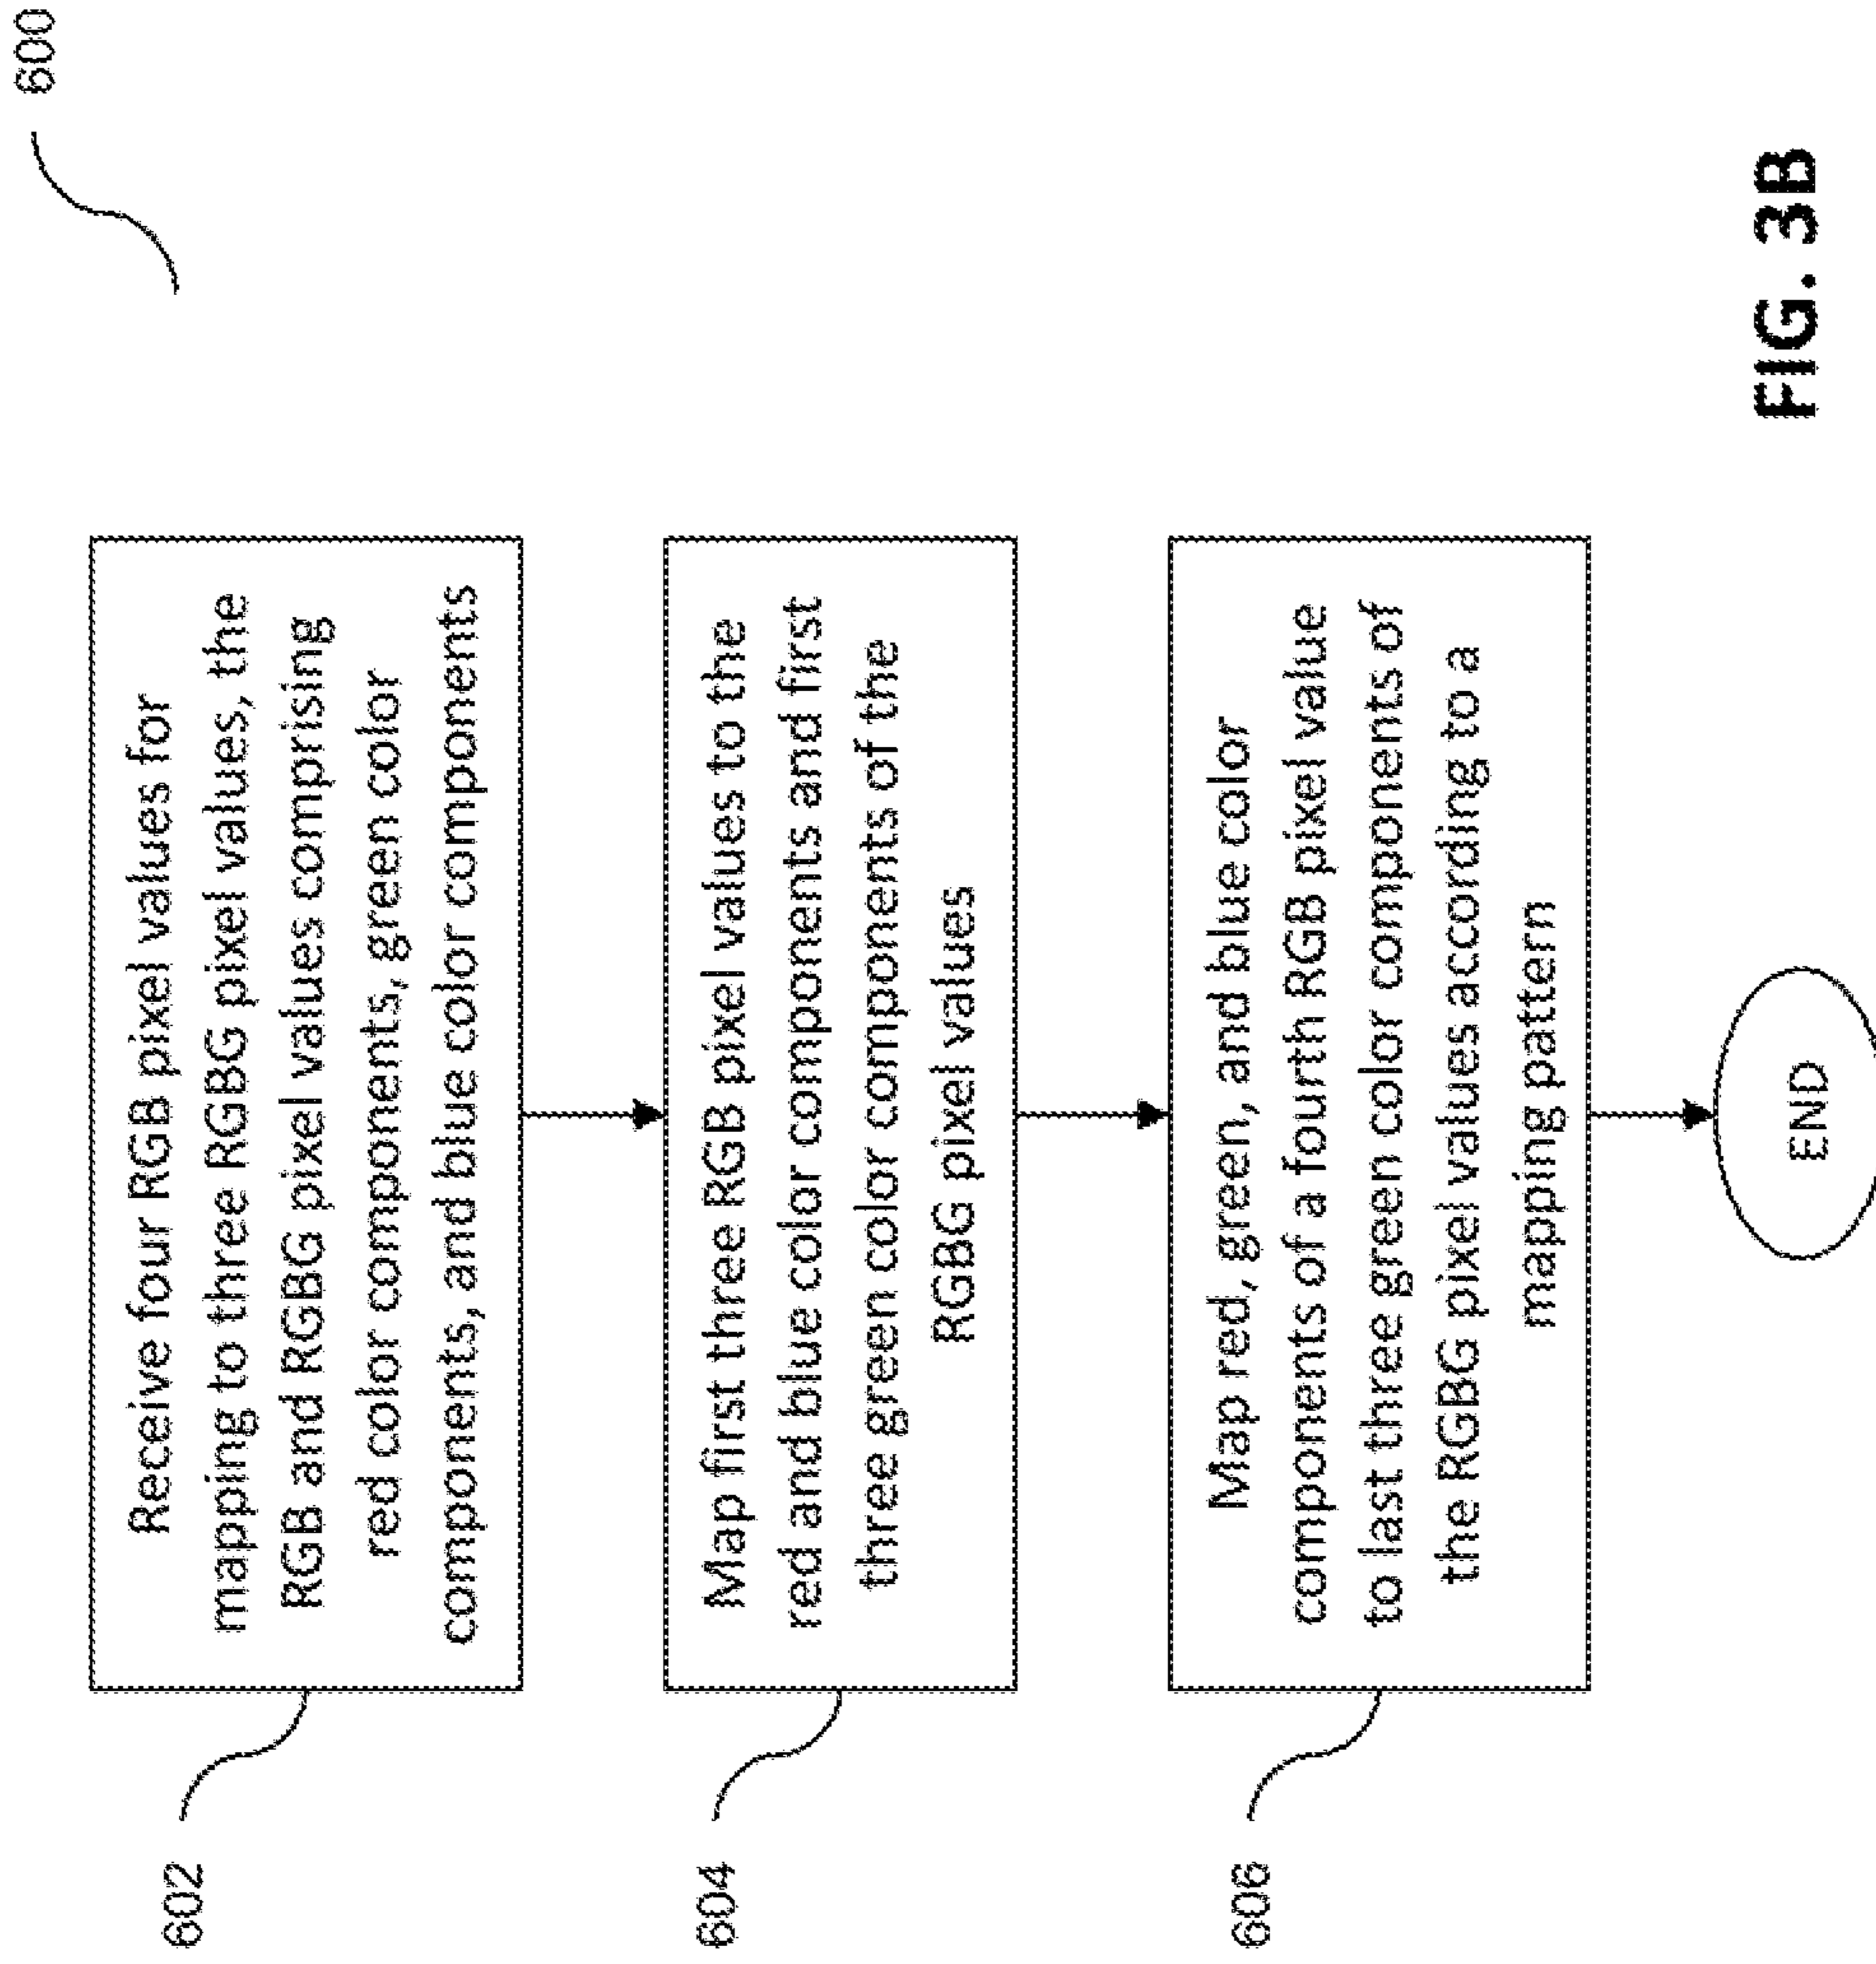 600
602
Receive four RGB pixel values for
mapping to three RGBG pixel values, the
RGB and RGBG pixel values comprising
red color components, green color
components, and blue color components
604
Map first three RGB pixel values to the
red and blue color components and first
three green color components of the
RGBG pixel values
606
Map red, green, and blue color
components of a fourth RGB pixel value
to last three green color components of
the RGBG pixel values according to a
mapping pattern
END
FIG. 3B